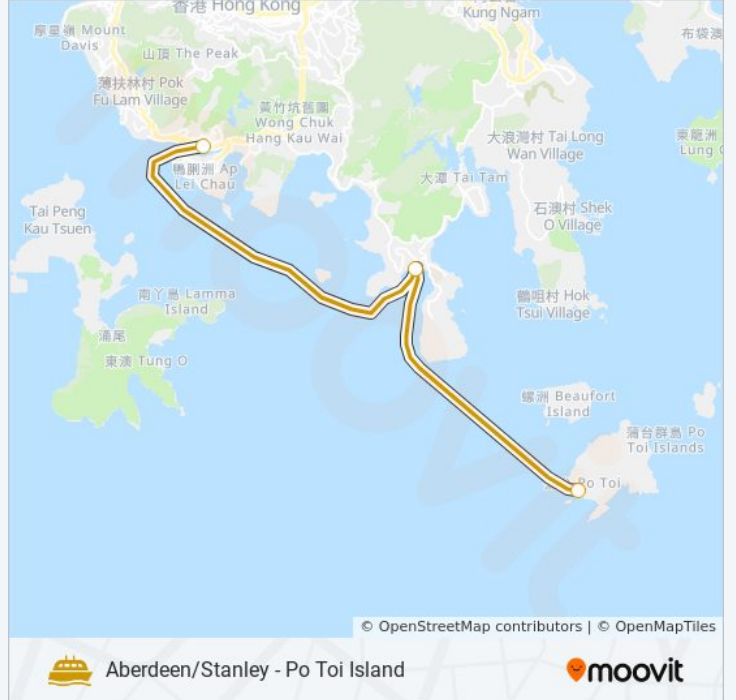 香港 Hong Kong
Kung Ngam
摩星嶺 Mount
Davis
布袋澳
山頂 The Peak
薄扶林村 Pok
Fu Lam Village
黃竹坑舊圍
Wong Chuk
Hang Kau Wai
大浪灣村 Tai Long
Wan Village
東龍洲
Lung
鴨脷洲 Ap
Lei Chau
大潭 Tai Tam
Tai Peng
Kau Tsuen
石澳村 Shek
O Village
南丫島 Lamma
Island
鶴咀村 Hok
Tsui Village
涌尾
東澳 Tung O
螺洲 Beaufort
Island
蒲台群島 Po
Toi Islands
Po Toi
moovit
© OpenStreetMap contributors | © OpenMapTiles
Aberdeen/Stanley - Po Toi Island
moovit